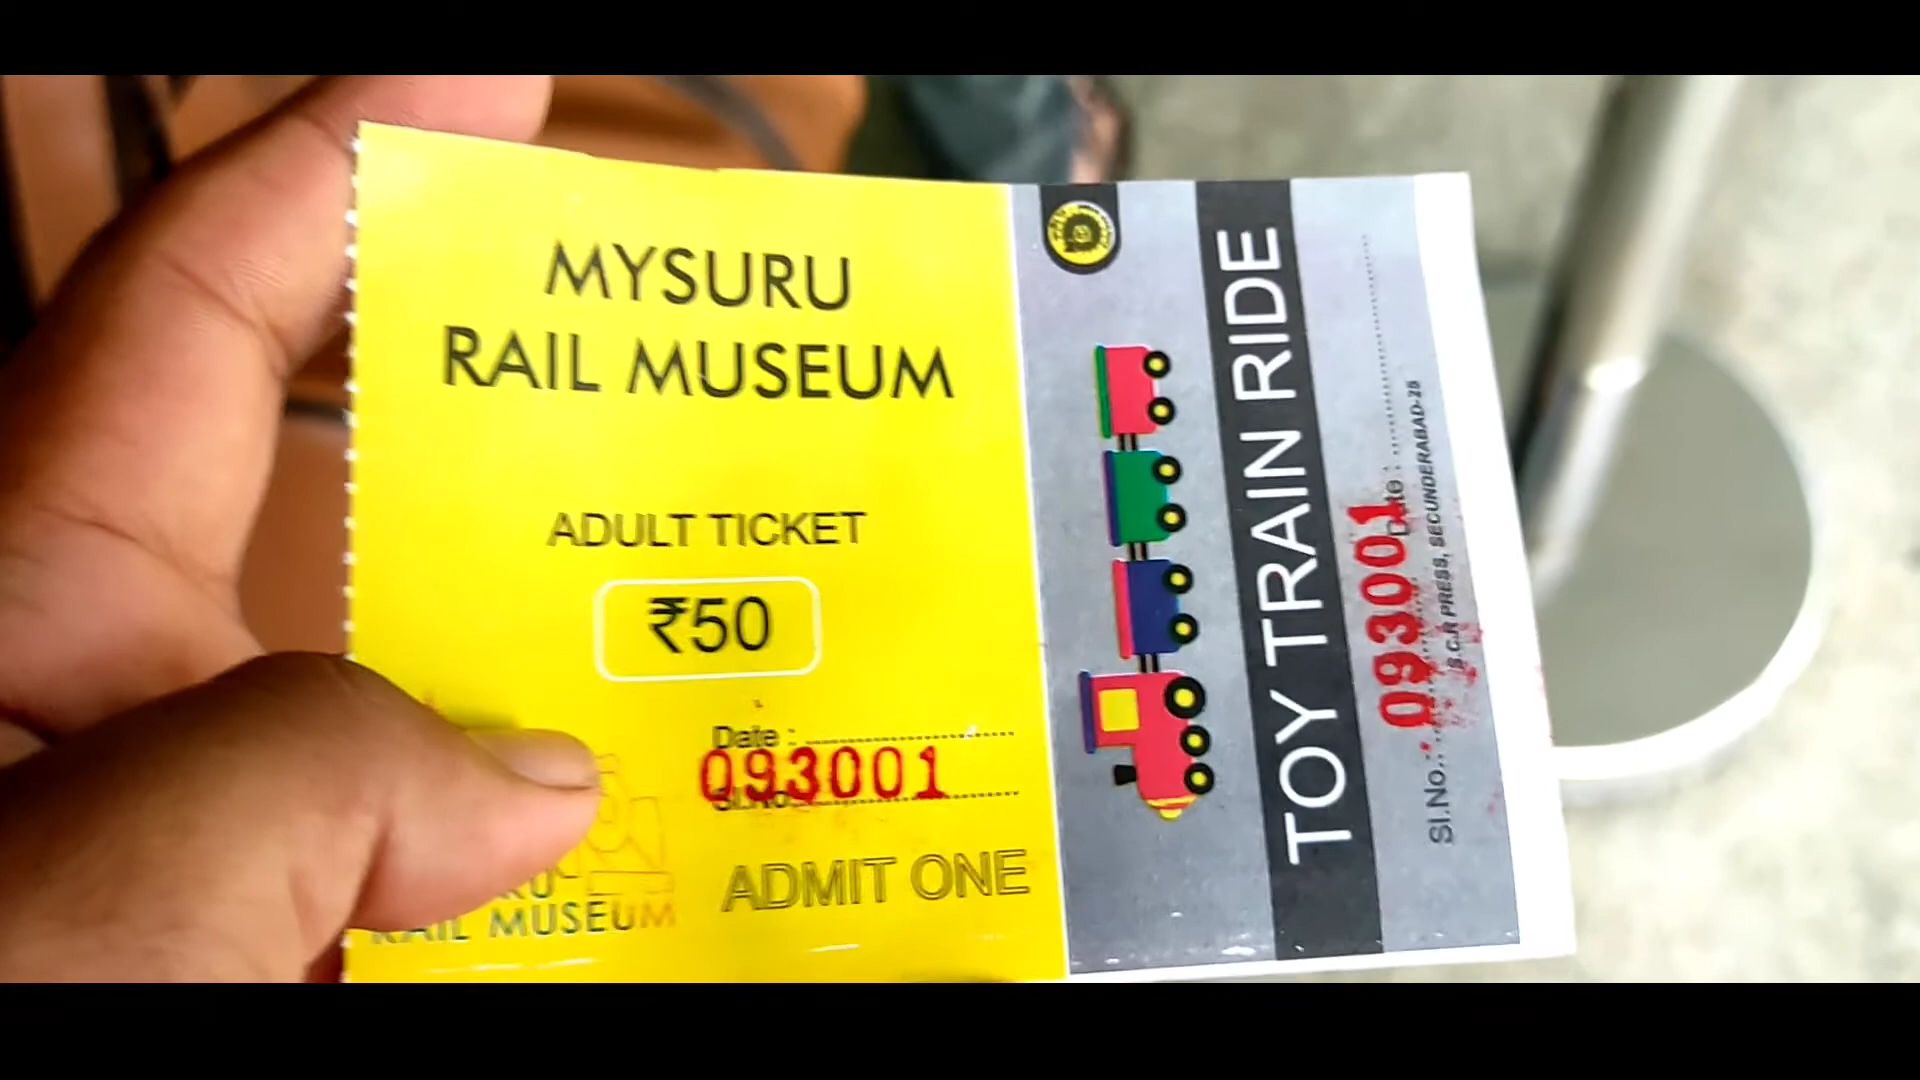 MYSURU
RAIL MUSEUM
ADULT TICKET
₹50
Date :
093001
Sl.No.
ADMIT ONE
RU
RAIL MUSEUM
TOY TRAIN RIDE
Sl.No.: 093001 Date :
S.C.R PRESS, SECUNDERABAD-25